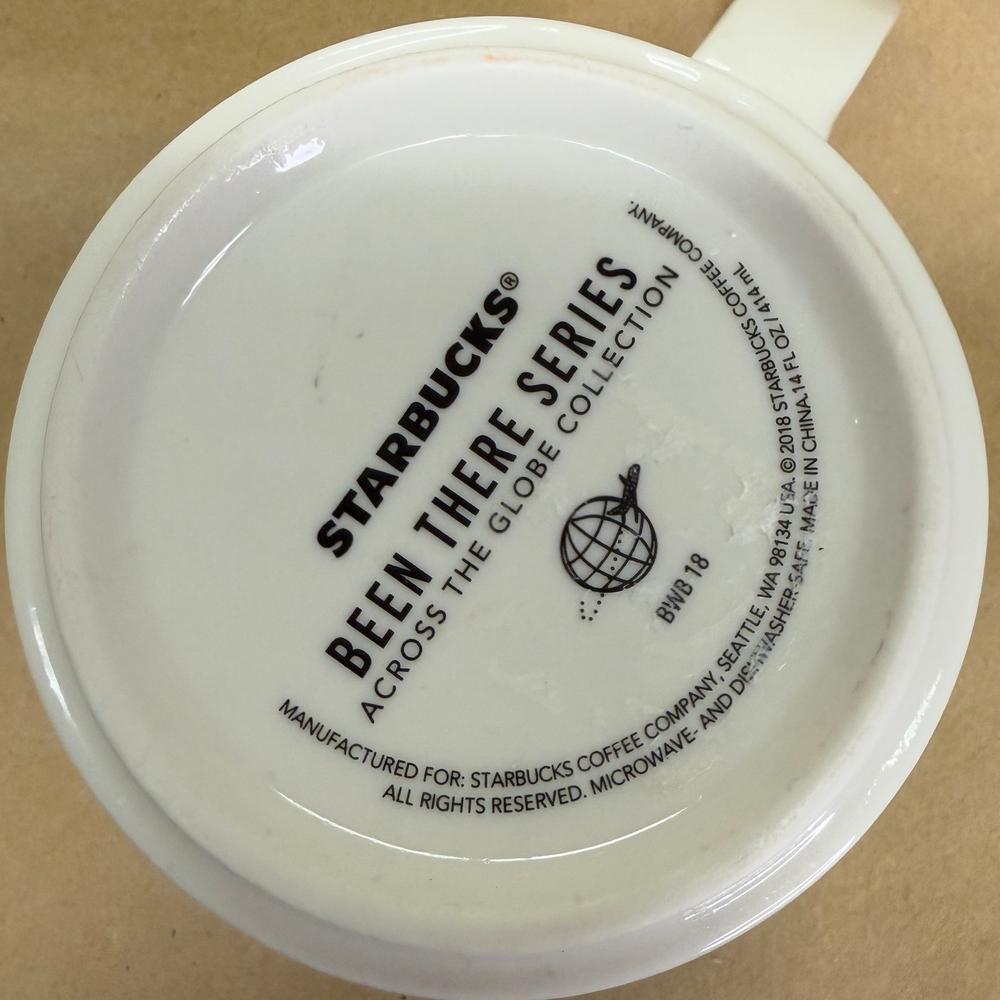 STARBUCKS®
BEEN THERE SERIES
ACROSS THE GLOBE COLLECTION
BWB 18
MANUFACTURED FOR: STARBUCKS COFFEE COMPANY, SEATTLE, WA 98134 USA. © 2018 STARBUCKS COFFEE COMPANY.
ALL RIGHTS RESERVED. MICROWAVE- AND DISHWASHER-SAFE. MADE IN CHINA.14 FL OZ / 414 mL